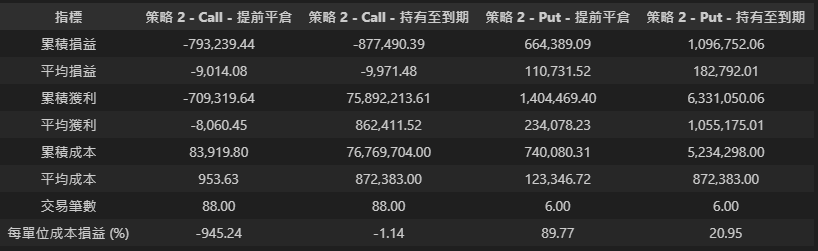 指標 策略 2 - Call - 提前平倉 策略 2 - Call - 持有至到期 策略 2 - Put - 提前平倉 策略 2 - Put - 持有至到期
累積損益 -793,239.44 -877,490.39 664,389.09 1,096,752.06
平均損益 -9,014.08 -9,971.48 110,731.52 182,792.01
累積獲利 -709,319.64 75,892,213.61 1,404,469.40 6,331,050.06
平均獲利 -8,060.45 862,411.52 234,078.23 1,055,175.01
累積成本 83,919.80 76,769,704.00 740,080.31 5,234,298.00
平均成本 953.63 872,383.00 123,346.72 872,383.00
交易筆數 88.00 88.00 6.00 6.00
每單位成本損益 (%) -945.24 -1.14 89.77 20.95